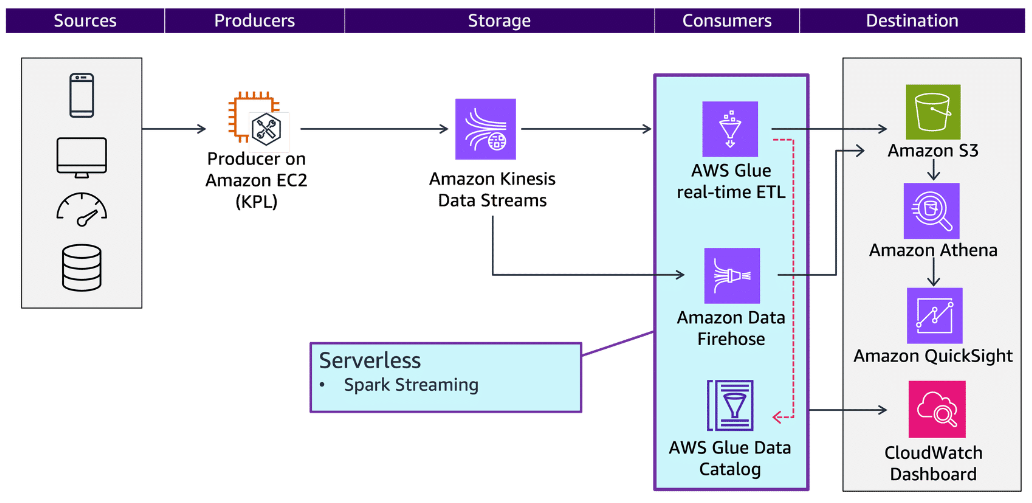 Sources
Producers
Storage
Consumers
Destination
Producer on
Amazon EC2
(KPL)
Amazon Kinesis
Data Streams
AWS Glue
real-time ETL
Amazon Data
Firehose
AWS Glue Data
Catalog
Serverless
• Spark Streaming
Amazon S3
Amazon Athena
Amazon QuickSight
CloudWatch
Dashboard